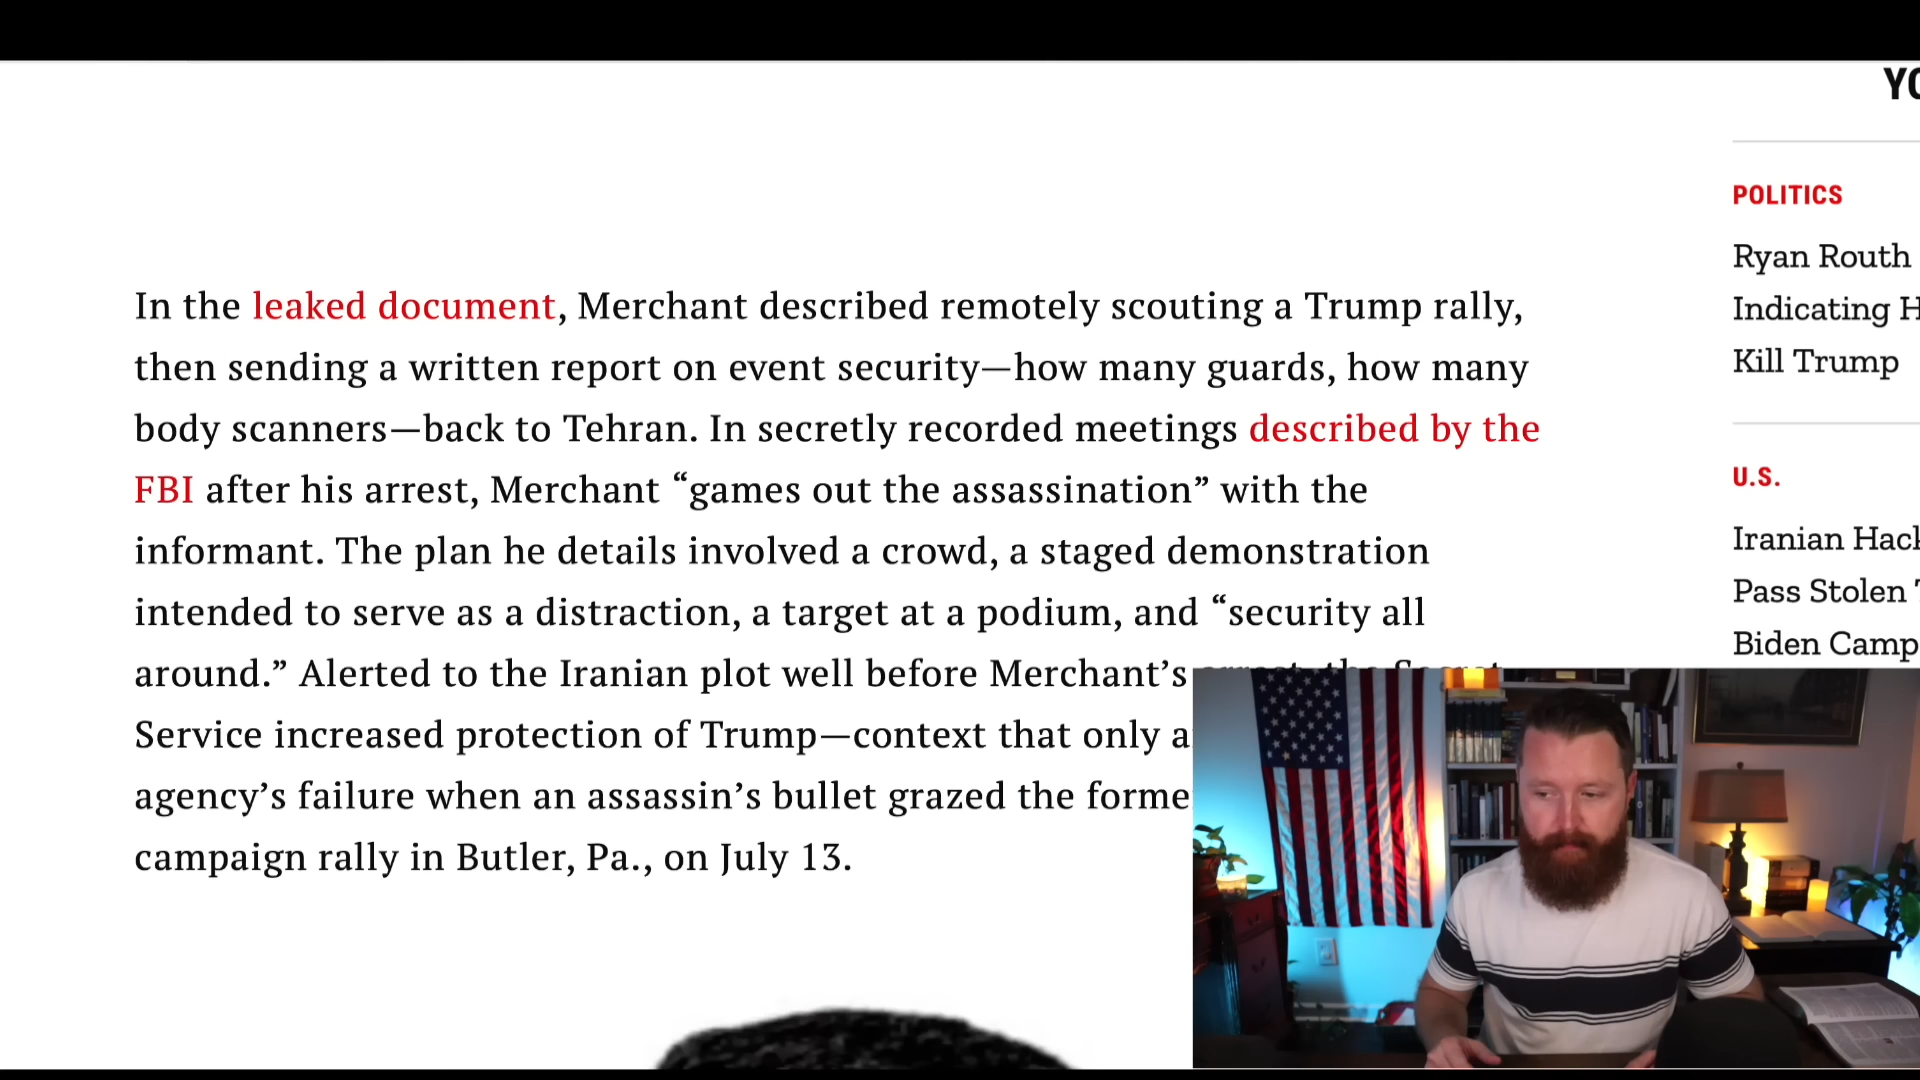 In the leaked document, Merchant described remotely scouting a Trump rally,
then sending a written report on event security—how many guards, how many
body scanners—back to Tehran. In secretly recorded meetings described by the
FBI after his arrest, Merchant “games out the assassination” with the
informant. The plan he details involved a crowd, a staged demonstration
intended to serve as a distraction, a target at a podium, and “security all
around.” Alerted to the Iranian plot well before Merchant’s
Service increased protection of Trump—context that only
agency’s failure when an assassin’s bullet grazed the
campaign rally in Butler, Pa., on July 13.
POLITICS
Ryan Routh
Indicating
Kill Trump
U.S.
Iranian
Pass Stolen
Biden